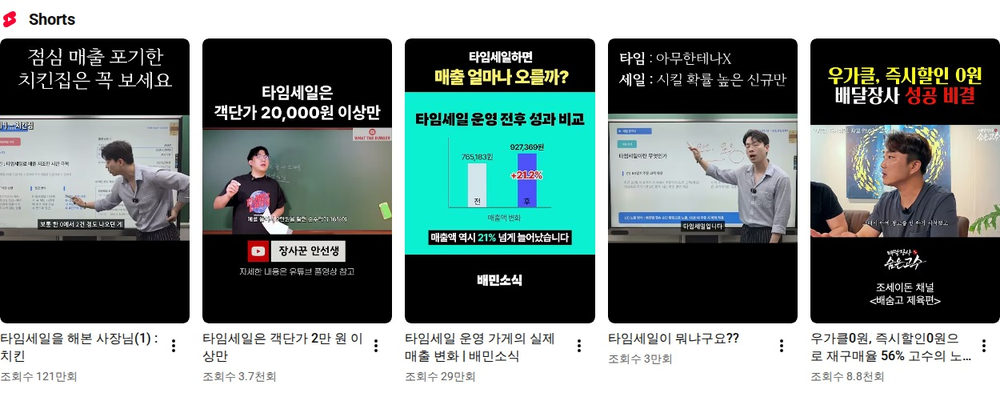 Shorts
점심 매출 포기한
치킨집은 꼭 보세요
보통 한 0에서 2건 정도 나오던 게
타임세일을 해본 사장님(1) :
치킨
조회수 121만회
타임세일은
객단가 20,000원 이상만
WHAT THE BURGER
장사꾼 안선생
자세한 내용은 유튜브 풀영상 참고
타임세일은 객단가 2만 원 이
상만
조회수 3.7천회
타임세일하면
매출 얼마나 오를까?
타임세일 운영 전후 성과 비교
765,183원
927,369원
+21.2%
전
후
매출액 변화
매출액 역시 21% 넘게 늘어났습니다
배민소식
타임세일 운영 가게의 실제
매출 변화 | 배민소식
조회수 29만회
타임 : 아무한테나X
세일 : 시킬 확률 높은 신규만
타임세일이란 무엇인가
타임세일입니다
타임세일이 뭐냐구요??
조회수 3만회
우가클, 즉시할인 0원
배달장사 성공 비결
배달장사
숨은고수
조세이돈 채널
<배숨고 제육편>
우가클0원, 즉시할인0원으
로 재구매율 56% 고수의 노...
조회수 8.8천회